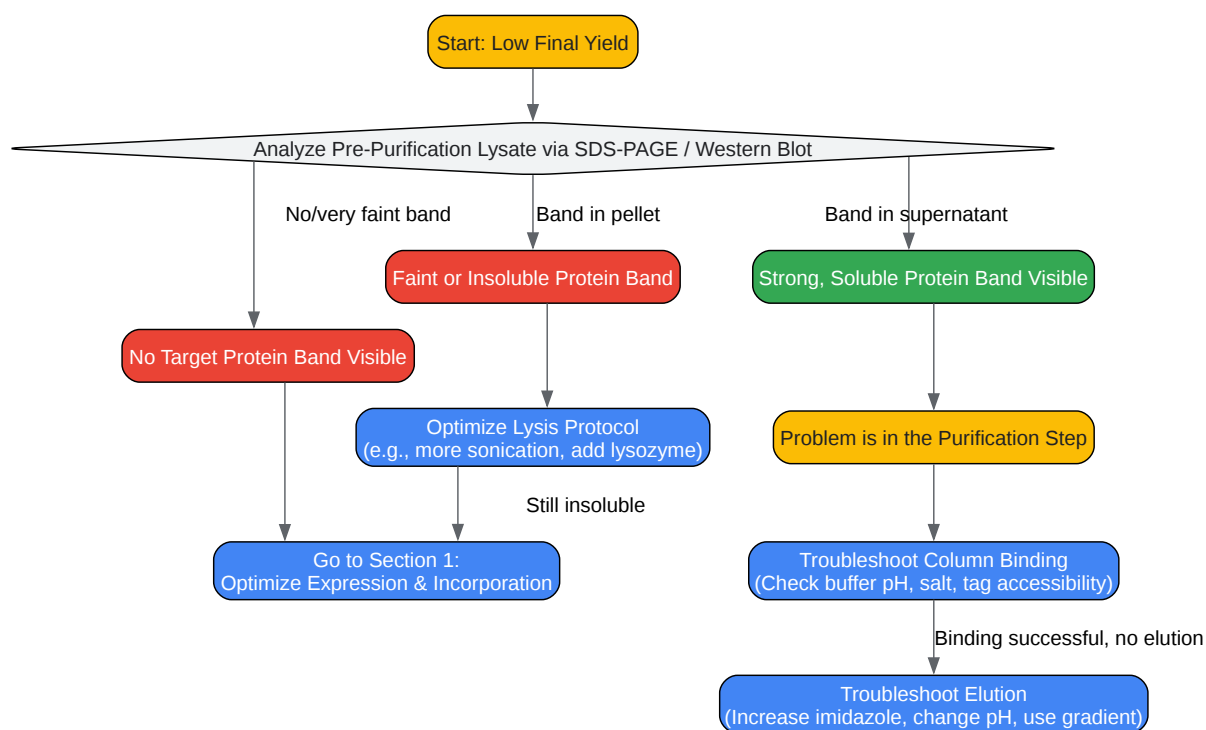 Start: Low Final Yield
Analyze Pre-Purification Lysate via SDS-PAGE / Western Blot
No/very faint band
Band in pellet
Band in supernatant
Faint or Insoluble Protein Band
Strong, Soluble Protein Band Visible
No Target Protein Band Visible
Optimize Lysis Protocol
(e.g., more sonication, add lysozyme)
Problem is in the Purification Step
Still insoluble
Go to Section 1:
Optimize Expression & Incorporation
Troubleshoot Column Binding
(Check buffer pH, salt, tag accessibility)
Binding successful, no elution
Troubleshoot Elution
(Increase imidazole, change pH, use gradient)